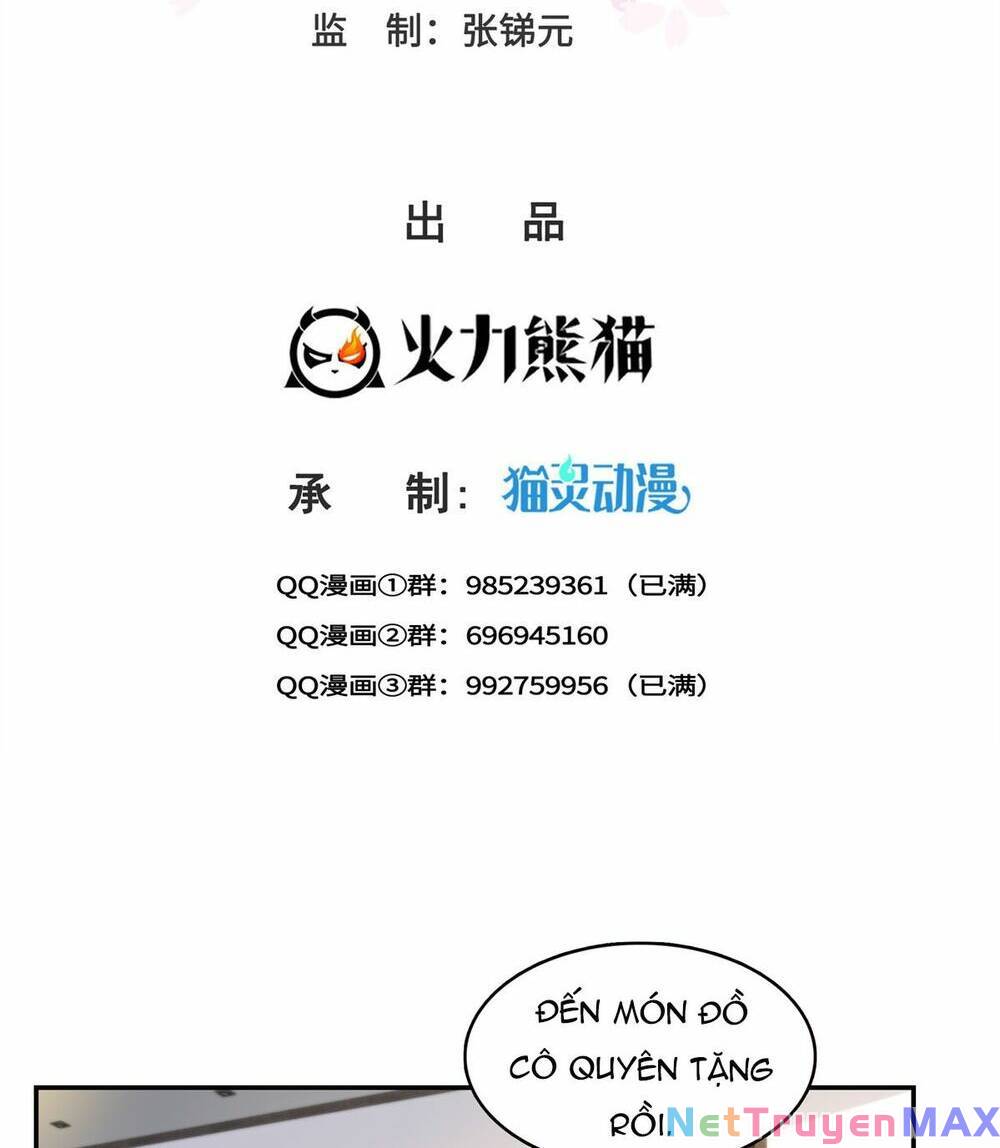 监 制：张锑元
出 品
火力熊猫
承 制：猫灵动漫
QQ漫画①群：985239361（已满）
QQ漫画②群：696945160
QQ漫画③群：992759956（已满）
ĐẾN MÓN ĐỒ
CÔ QUYÊN TẶNG
RỒI.
NetTruyenMAX